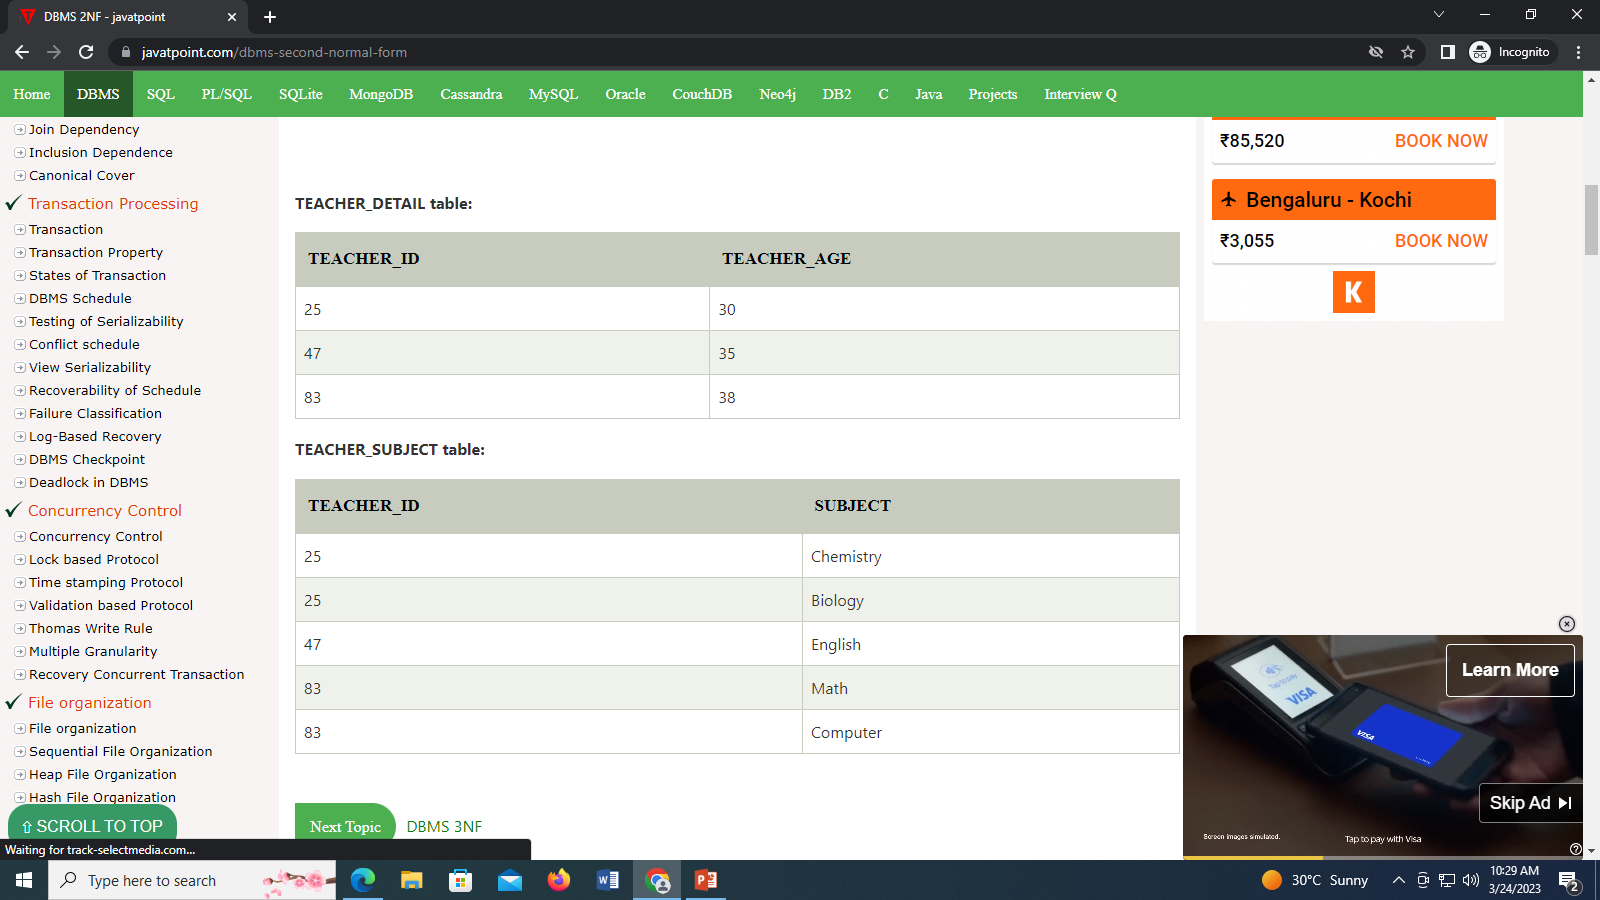 DBMS 2NF - javatpoint
javatpoint.com/dbms-second-normal-form
Incognito
Home DBMS SQL PL/SQL SQLite MongoDB Cassandra MySQL Oracle CouchDB Neo4j DB2 C Java Projects Interview Q
Join Dependency
Inclusion Dependence
Canonical Cover
Transaction Processing
Transaction
Transaction Property
States of Transaction
DBMS Schedule
Testing of Serializability
Conflict schedule
View Serializability
Recoverability of Schedule
Failure Classification
Log-Based Recovery
DBMS Checkpoint
Deadlock in DBMS
Concurrency Control
Concurrency Control
Lock based Protocol
Time stamping Protocol
Validation based Protocol
Thomas Write Rule
Multiple Granularity
Recovery Concurrent Transaction
File organization
File organization
Sequential File Organization
Heap File Organization
Hash File Organization
⇧ SCROLL TO TOP
Waiting for track-selectmedia.com...
TEACHER_DETAIL table:
TEACHER_ID TEACHER_AGE
25 30
47 35
83 38
TEACHER_SUBJECT table:
TEACHER_ID SUBJECT
25 Chemistry
25 Biology
47 English
83 Math
83 Computer
Next Topic DBMS 3NF
₹85,520 BOOK NOW
Bengaluru - Kochi
₹3,055 BOOK NOW
K
Learn More
Tap to pay
VISA
VISA
Skip Ad
Screen images simulated.
Tap to pay with Visa
Type here to search
30°C Sunny
10:29 AM
3/24/2023
2